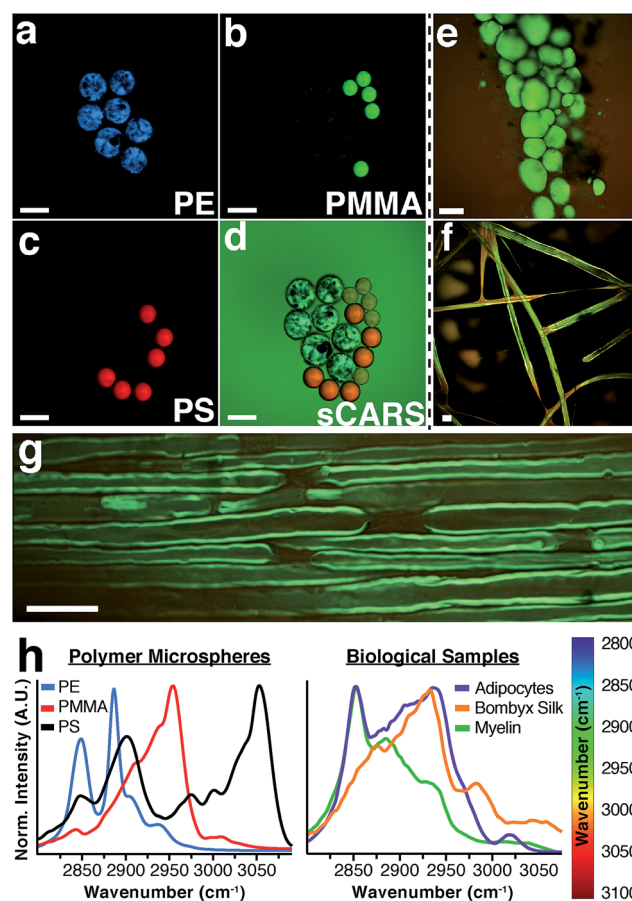 a
b
e
PE
PMMA
c
d
f
PS
sCARS
g
h
Polymer Microspheres
Biological Samples
PE
PMMA
PS
Adipocytes
Bombyx Silk
Myelin
Norm. Intensity (A.U.)
2850 2900 2950 3000 3050
Wavenumber (cm⁻¹)
2850 2900 2950 3000 3050
Wavenumber (cm⁻¹)
Wavenumber (cm⁻¹)
2800
2850
2900
2950
3000
3050
3100